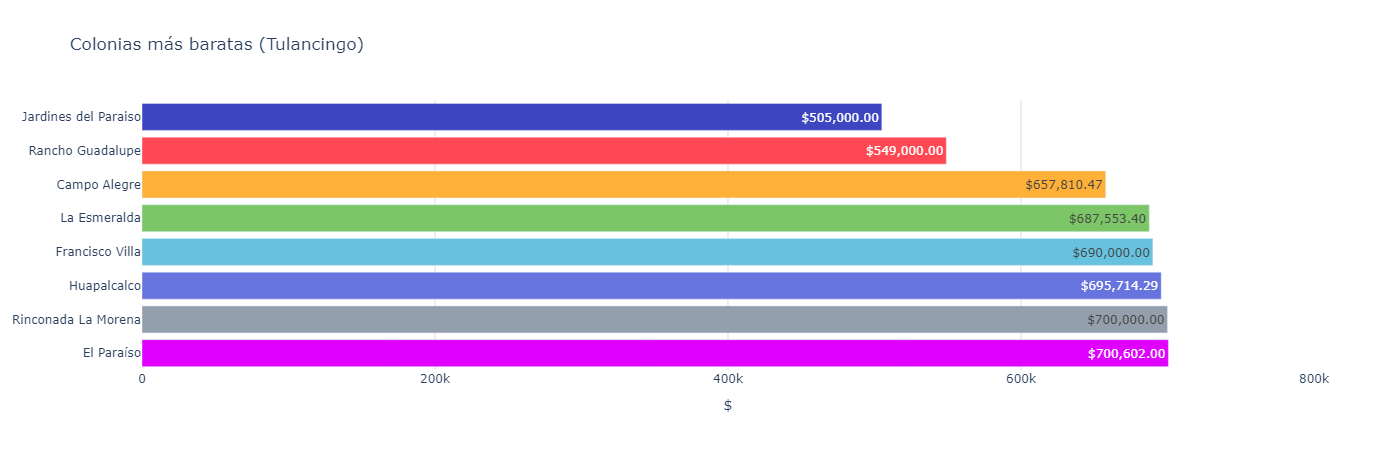 Colonias más baratas (Tulancingo)
Jardines del Paraiso $505,000.00
Rancho Guadalupe $549,000.00
Campo Alegre $657,810.47
La Esmeralda $687,553.40
Francisco Villa $690,000.00
Huapalcalco $695,714.29
Rinconada La Morena $700,000.00
El Paraíso $700,602.00
0 200k 400k 600k 800k
$